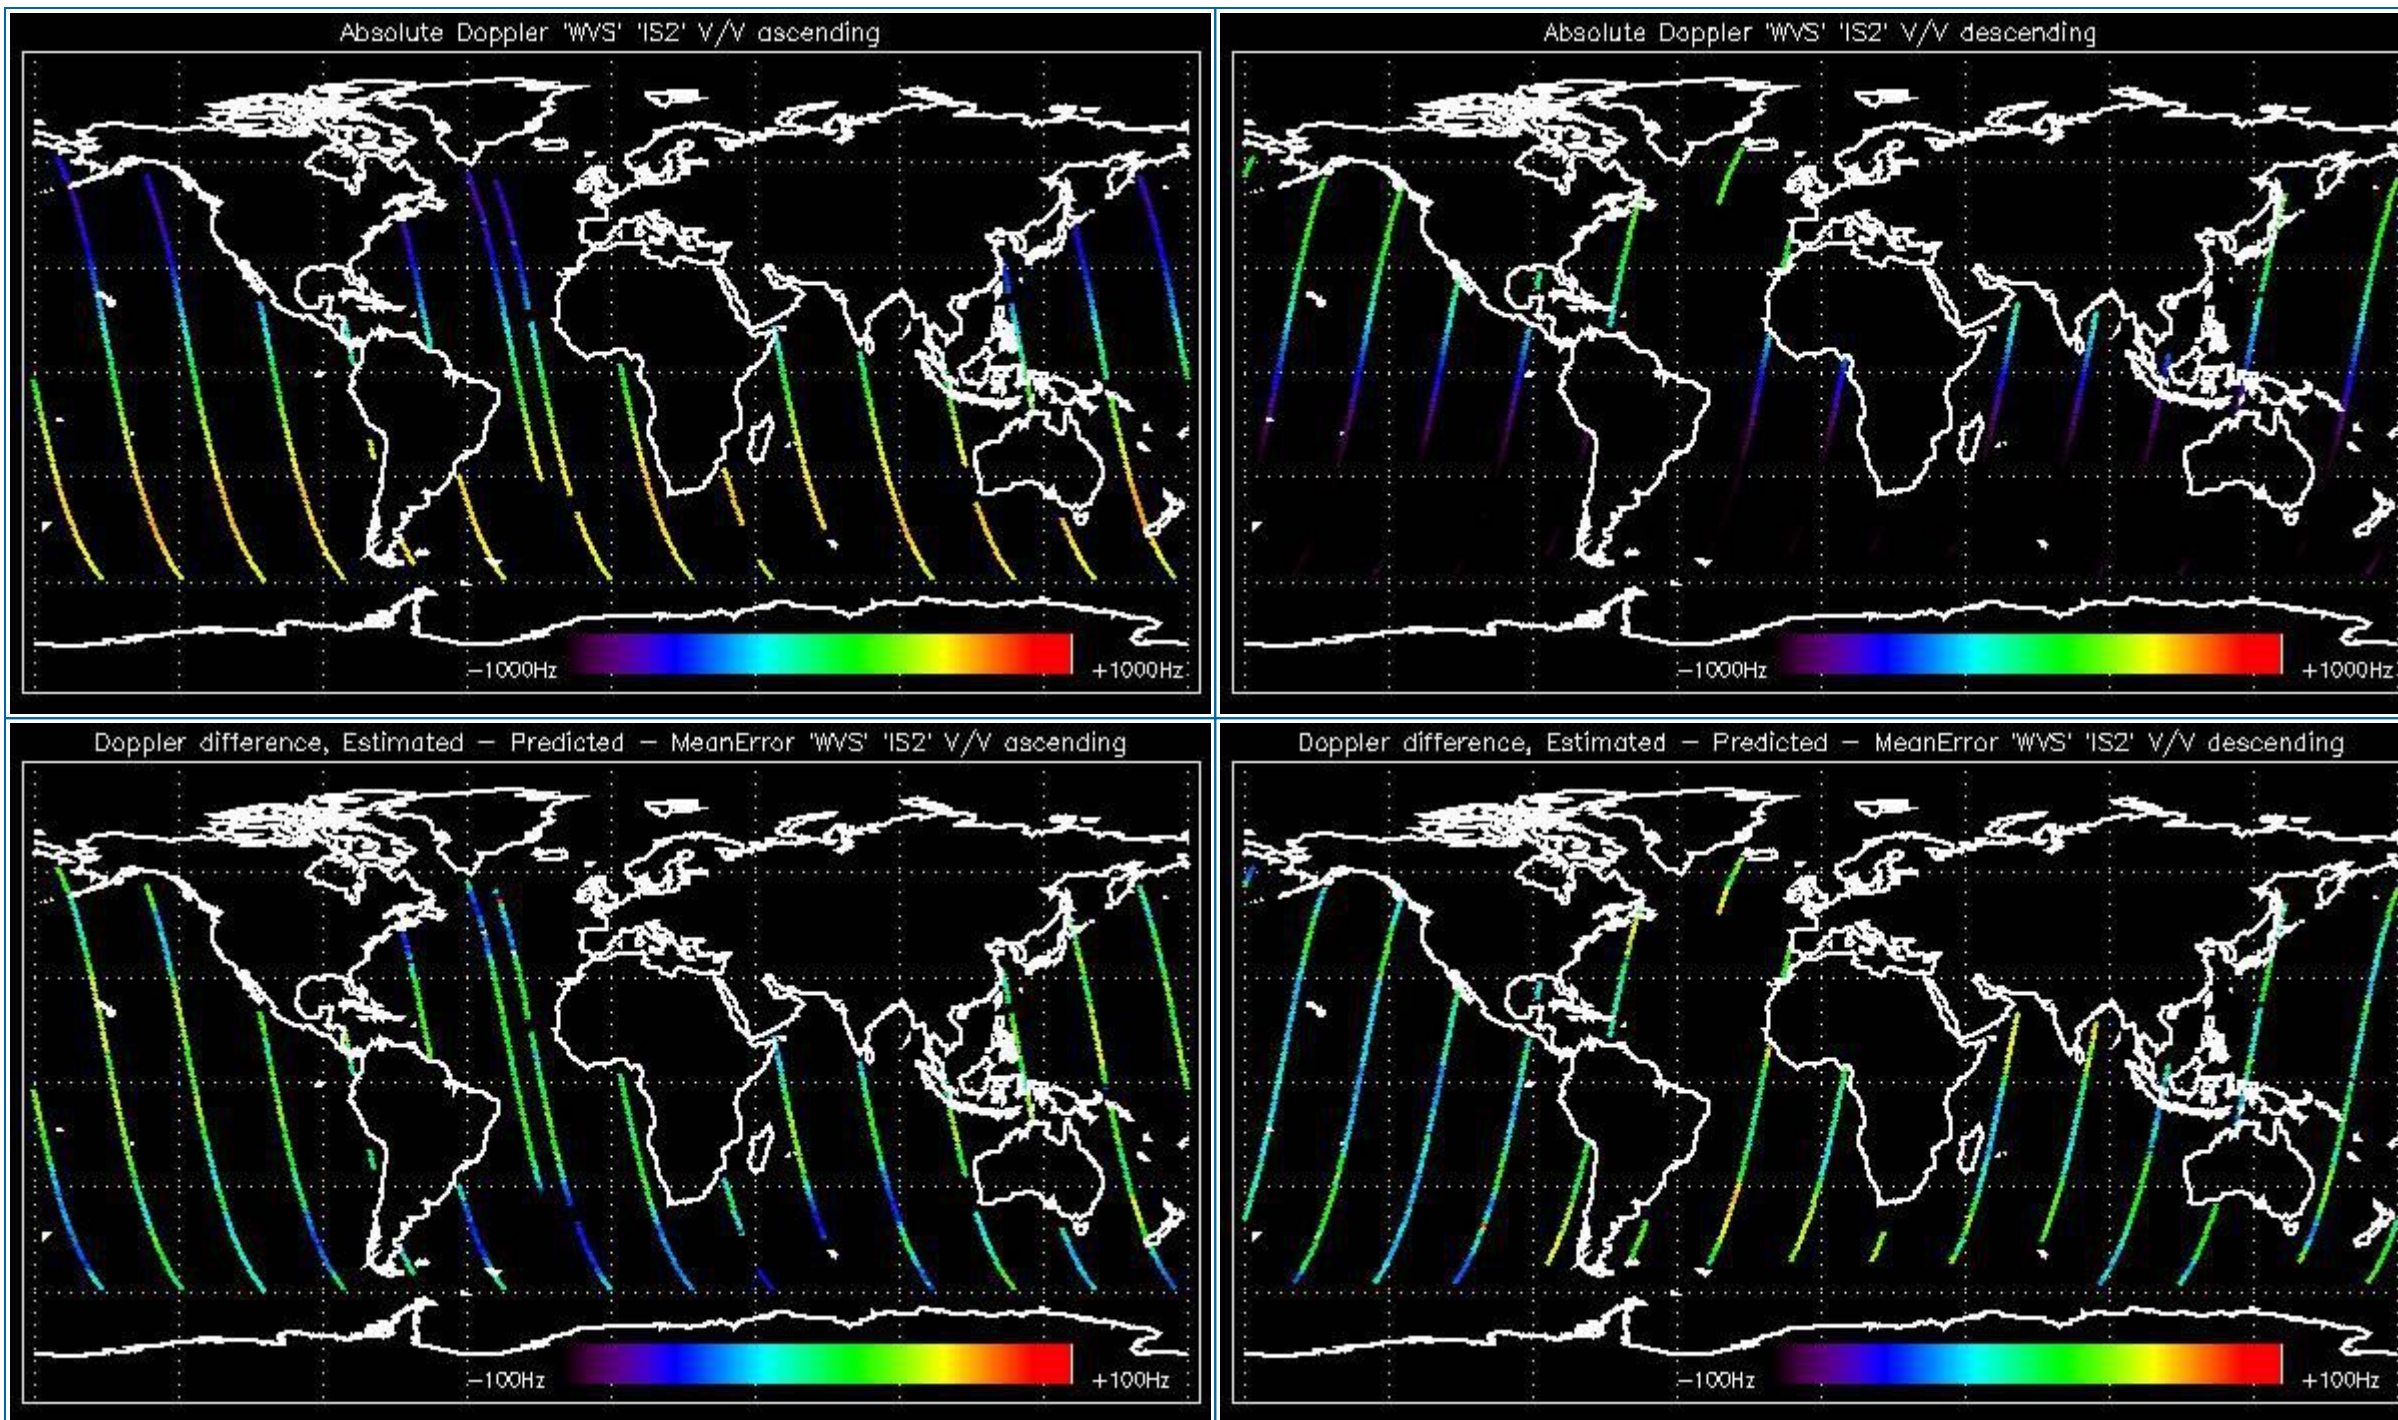 Absolute Doppler 'WVS' 'IS2' V/V ascending
-1000Hz
+1000Hz
Absolute Doppler 'WVS' 'IS2' V/V descending
-1000Hz
+1000Hz
Doppler difference, Estimated - Predicted - MeanError 'WVS' 'IS2' V/V ascending
-100Hz
+100Hz
Doppler difference, Estimated - Predicted - MeanError 'WVS' 'IS2' V/V descending
-100Hz
+100Hz